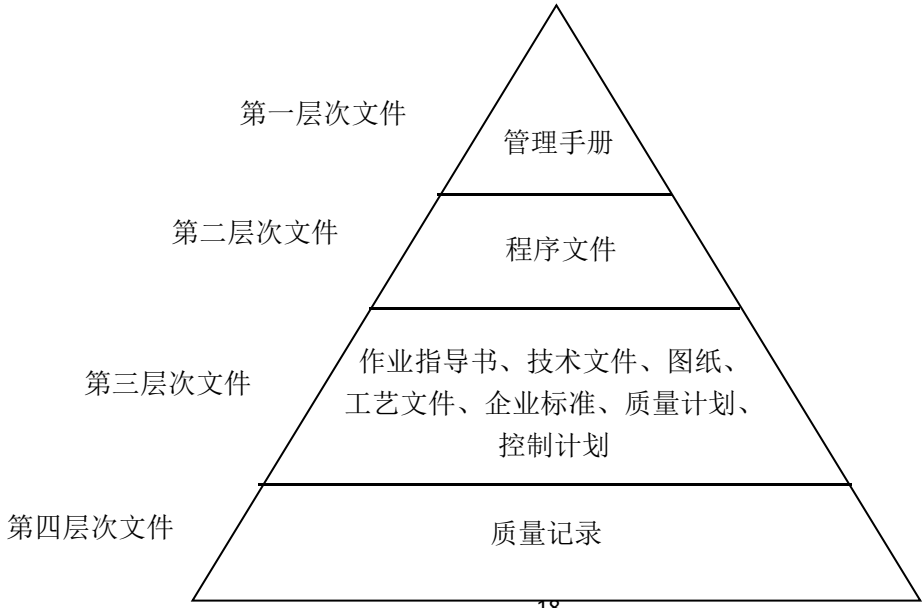 第一层次文件
管理手册
第二层次文件
程序文件
第三层次文件
作业指导书、技术文件、图纸、
工艺文件、企业标准、质量计划、
控制计划
第四层次文件
质量记录
18